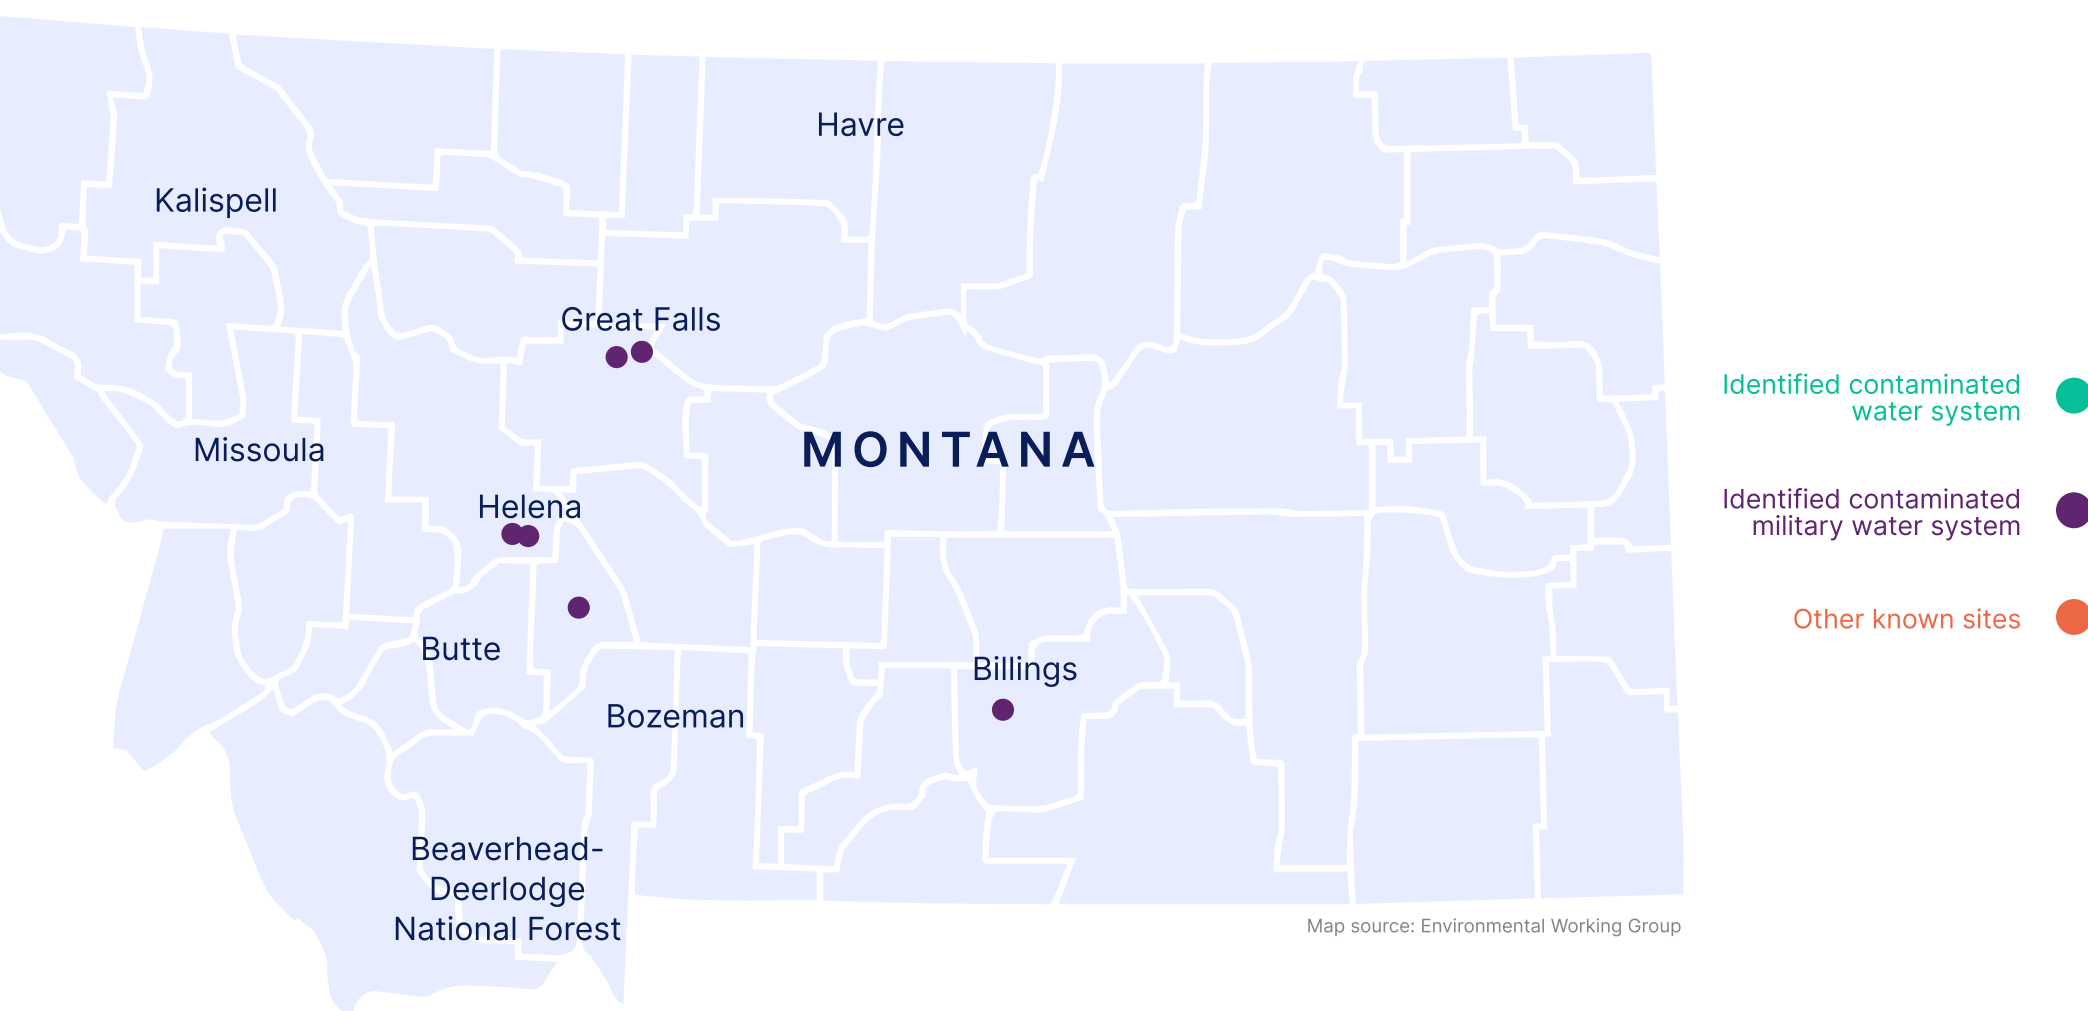 Havre
Kalispell
Great Falls
MONTANA
Missoula
Helena
Butte
Billings
Bozeman
Beaverhead-
Deerlodge
National Forest
Identified contaminated
water system
Identified contaminated
military water system
Other known sites
Map source: Environmental Working Group